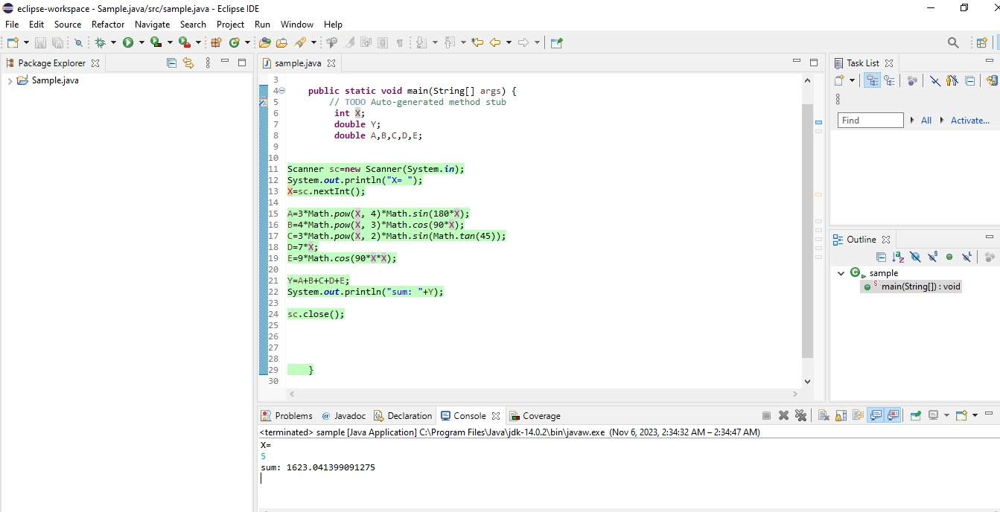 eclipse-workspace - Sample.java/src/sample.java - Eclipse IDE
File Edit Source Refactor Navigate Search Project Run Window Help
Package Explorer
Sample.java
sample.java
3
4 public static void main(String[] args) {
5 // TODO Auto-generated method stub
6 int X;
7 double Y;
8 double A,B,C,D,E;
9
10
11 Scanner sc=new Scanner(System.in);
12 System.out.println("X= ");
13 X=sc.nextInt();
14
15 A=3*Math.pow(X, 4)*Math.sin(180*X);
16 B=4*Math.pow(X, 3)*Math.cos(90*X);
17 C=3*Math.pow(X, 2)*Math.sin(Math.tan(45));
18 D=7*X;
19 E=9*Math.cos(90*X*X);
20
21 Y=A+B+C+D+E;
22 System.out.println("sum: "+Y);
23
24 sc.close();
25
26
27
28
29 }
30
Task List
Find All Activate...
Outline
sample
main(String[]) : void
Problems Javadoc Declaration Console Coverage
<terminated> sample [Java Application] C:\Program Files\Java\jdk-14.0.2\bin\javaw.exe (Nov 6, 2023, 2:34:32 AM – 2:34:47 AM)
X=
5
sum: 1623.041399091275